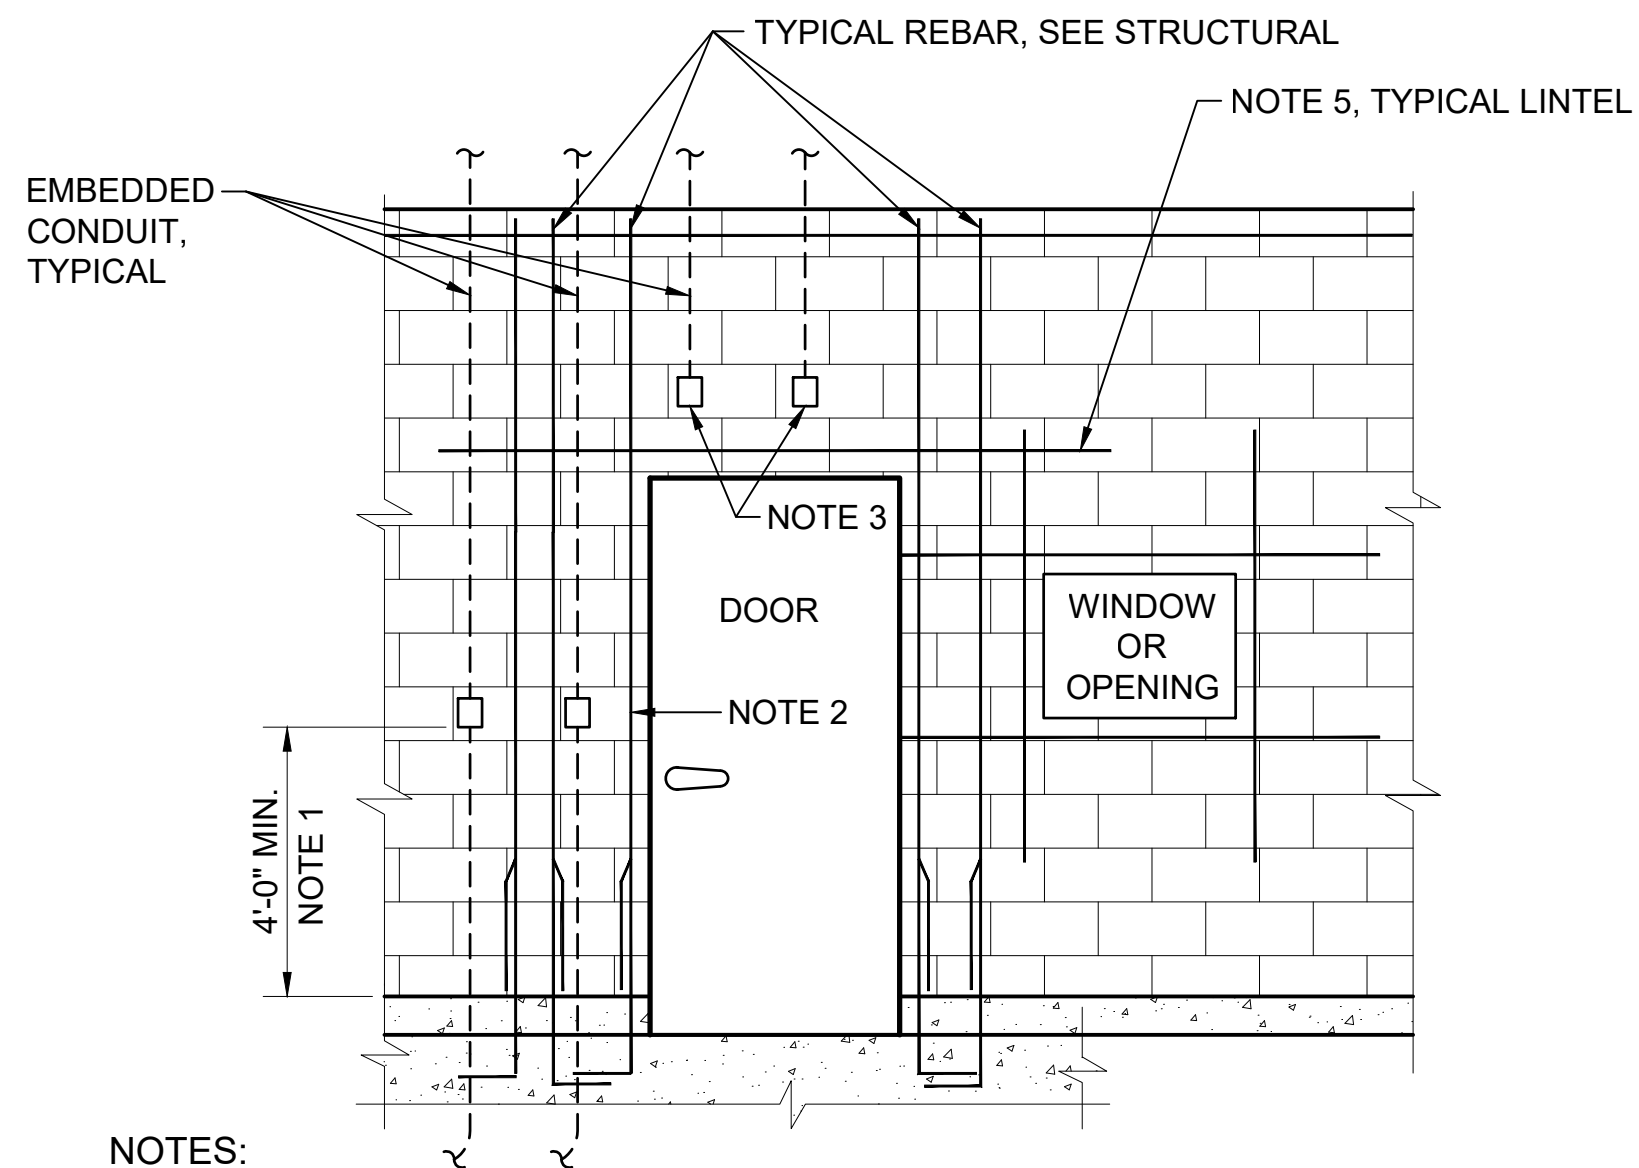 TYPICAL REBAR, SEE STRUCTURAL
NOTE 5, TYPICAL LINTEL
EMBEDDED
CONDUIT,
TYPICAL
NOTE 3
DOOR
WINDOW
OR
OPENING
NOTE 2
4'-0" MIN.
NOTE 1
NOTES: